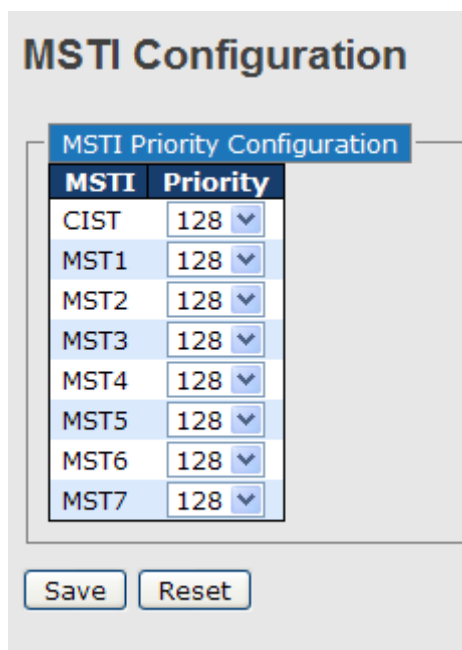 MSTI Configuration
MSTI Priority Configuration
MSTI Priority
CIST 128
MST1 128
MST2 128
MST3 128
MST4 128
MST5 128
MST6 128
MST7 128
Save Reset